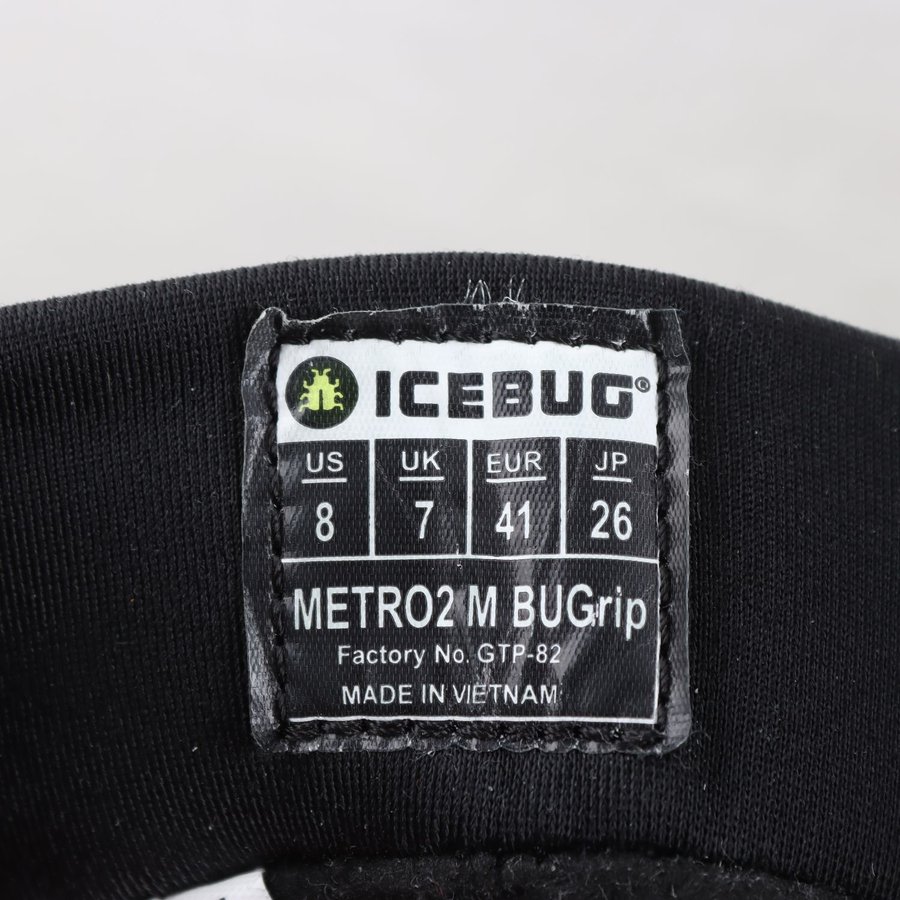 ICEBUG®
US UK EUR JP
8 7 41 26
METRO2 M BUGrip
Factory No. GTP-82
MADE IN VIETNAM